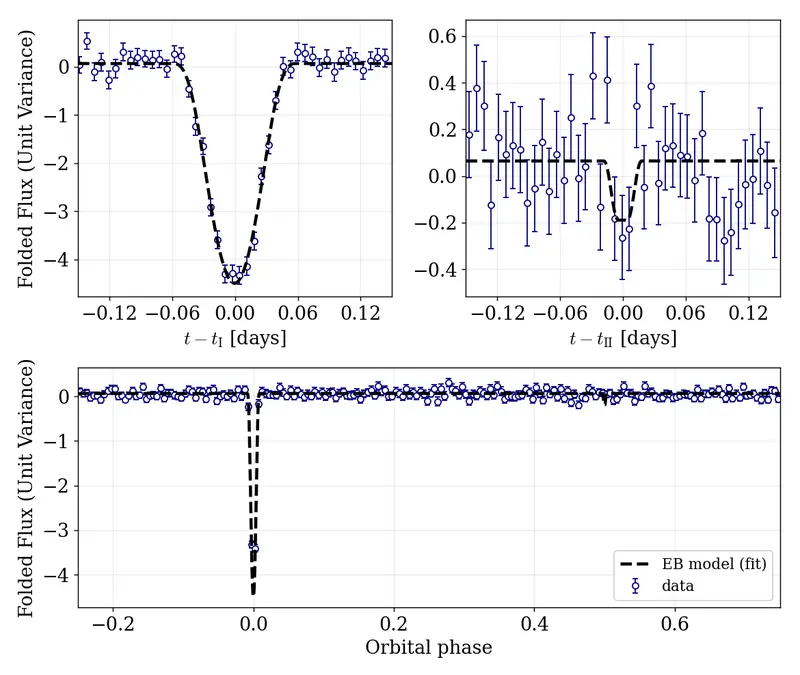 Folded Flux (Unit Variance)
0
−1
−2
−3
−4
−0.12 −0.06 0.00 0.06 0.12
t − t_I [days]
0.6
0.4
0.2
0.0
−0.2
−0.4
−0.12 −0.06 0.00 0.06 0.12
t − t_II [days]
Folded Flux (Unit Variance)
0
−1
−2
−3
−4
EB model (fit)
data
−0.2 0.0 0.2 0.4 0.6
Orbital phase